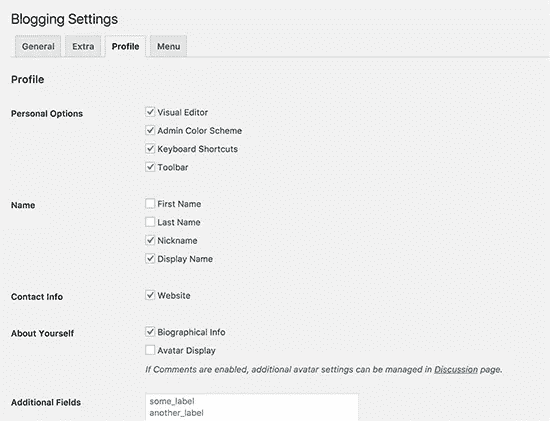 Blogging Settings
General Extra Profile Menu
Profile
Personal Options Visual Editor
Admin Color Scheme
Keyboard Shortcuts
Toolbar
Name First Name
Last Name
Nickname
Display Name
Contact Info Website
About Yourself Biographical Info
Avatar Display
If Comments are enabled, additional avatar settings can be managed in Discussion page.
Additional Fields some_label
another_label